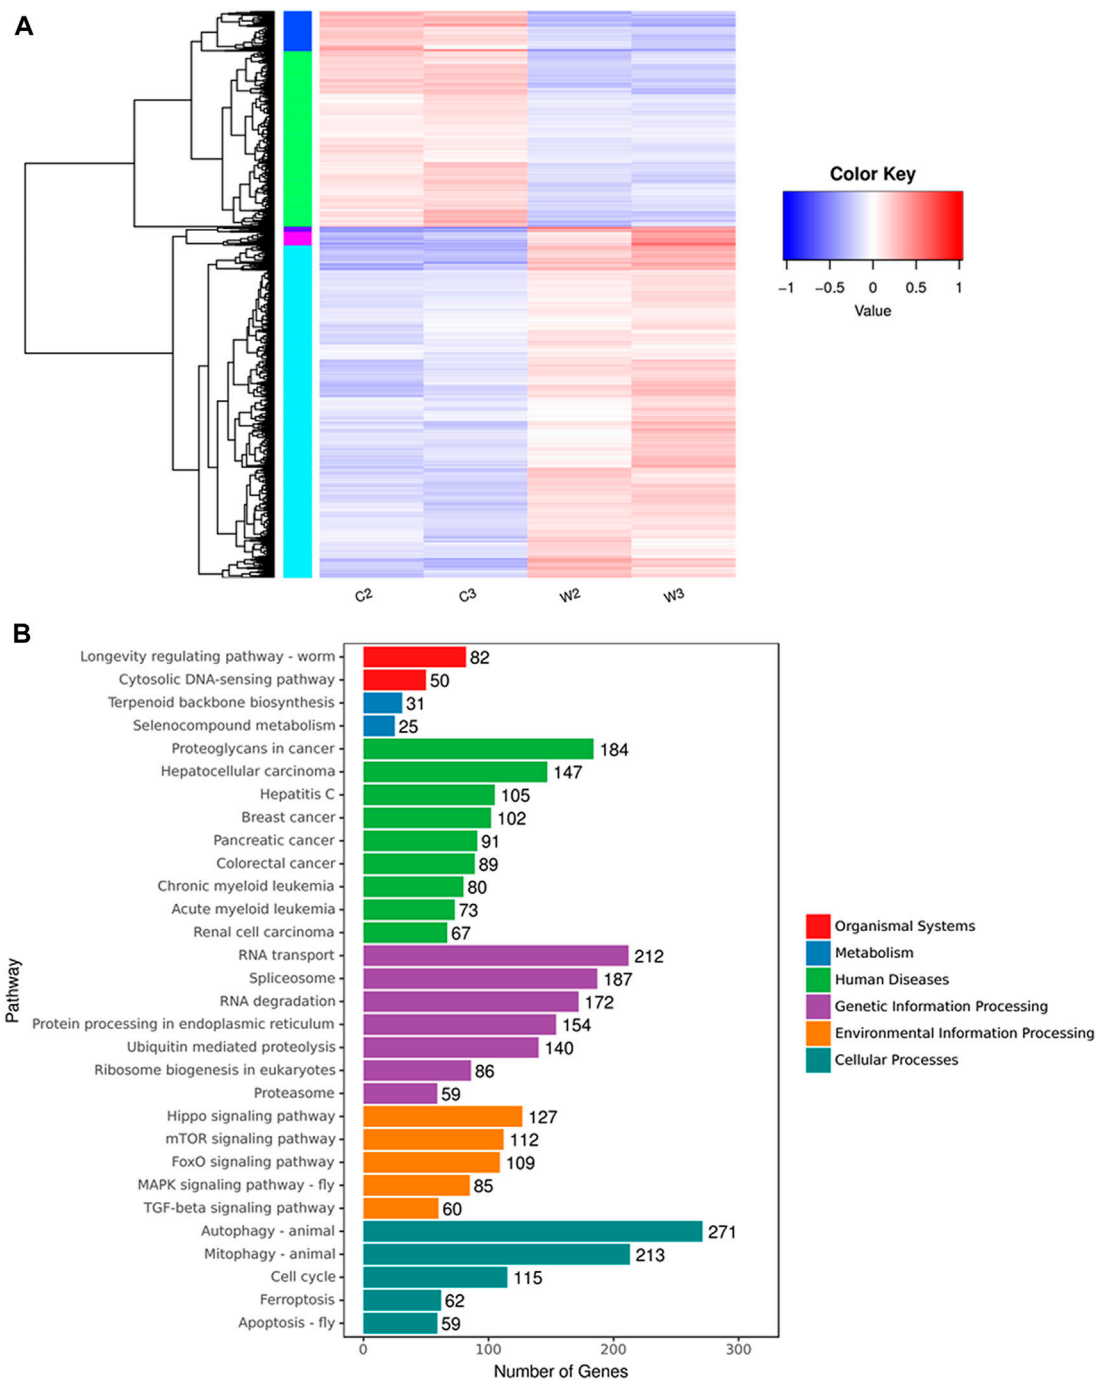 A
Color Key
−1 −0.5 0 0.5 1
Value
C2 C3 W2 W3
B
Longevity regulating pathway - worm 82
Cytosolic DNA-sensing pathway 50
Terpenoid backbone biosynthesis 31
Selenocompound metabolism 25
Proteoglycans in cancer 184
Hepatocellular carcinoma 147
Hepatitis C 105
Breast cancer 102
Pancreatic cancer 91
Colorectal cancer 89
Chronic myeloid leukemia 80
Acute myeloid leukemia 73
Renal cell carcinoma 67
RNA transport 212
Spliceosome 187
RNA degradation 172
Protein processing in endoplasmic reticulum 154
Ubiquitin mediated proteolysis 140
Ribosome biogenesis in eukaryotes 86
Proteasome 59
Hippo signaling pathway 127
mTOR signaling pathway 112
FoxO signaling pathway 109
MAPK signaling pathway - fly 85
TGF-beta signaling pathway 60
Autophagy - animal 271
Mitophagy - animal 213
Cell cycle 115
Ferroptosis 62
Apoptosis - fly 59
0 100 200 300
Number of Genes
Pathway
Organismal Systems
Metabolism
Human Diseases
Genetic Information Processing
Environmental Information Processing
Cellular Processes